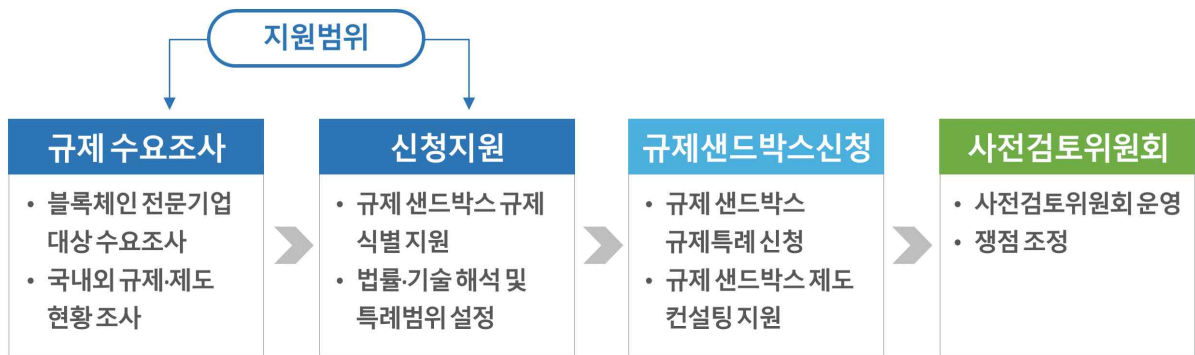 지원범위
규제 수요조사
• 블록체인 전문기업
대상 수요조사
• 국내외 규제·제도
현황 조사
신청지원
• 규제 샌드박스 규제
식별 지원
• 법률·기술 해석 및
특례범위 설정
규제샌드박스신청
• 규제 샌드박스
규제특례 신청
• 규제 샌드박스 제도
컨설팅 지원
사전검토위원회
• 사전검토위원회 운영
• 쟁점 조정